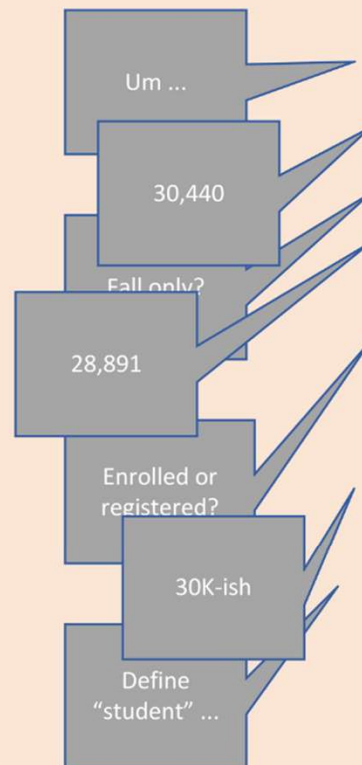 Um ...
30,440
Fall only?
28,891
Enrolled or
registered?
30K-ish
Define
“student” ...